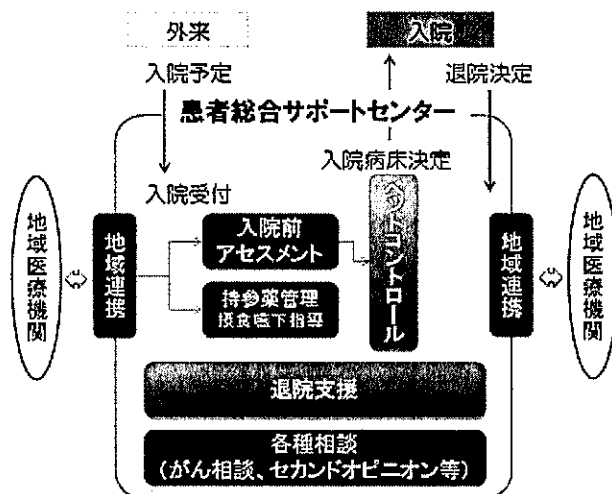 外来
入院
入院予定
退院決定
患者総合サポートセンター
入院病床決定
入院受付
地域医療機関
地域連携
入院前
アセスメント
持参薬管理
摂食嚥下指導
ベットコントロール
地域連携
地域医療機関
退院支援
各種相談
(がん相談、セカンドオピニオン等)